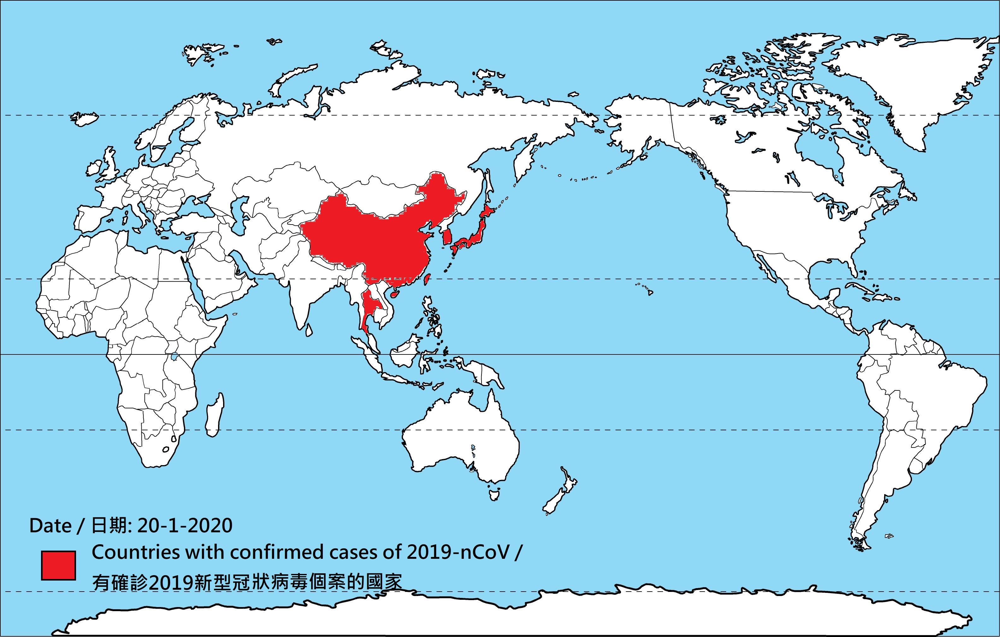 Date / 日期: 20-1-2020
Countries with confirmed cases of 2019-nCoV /
有確診2019新型冠狀病毒個案的國家